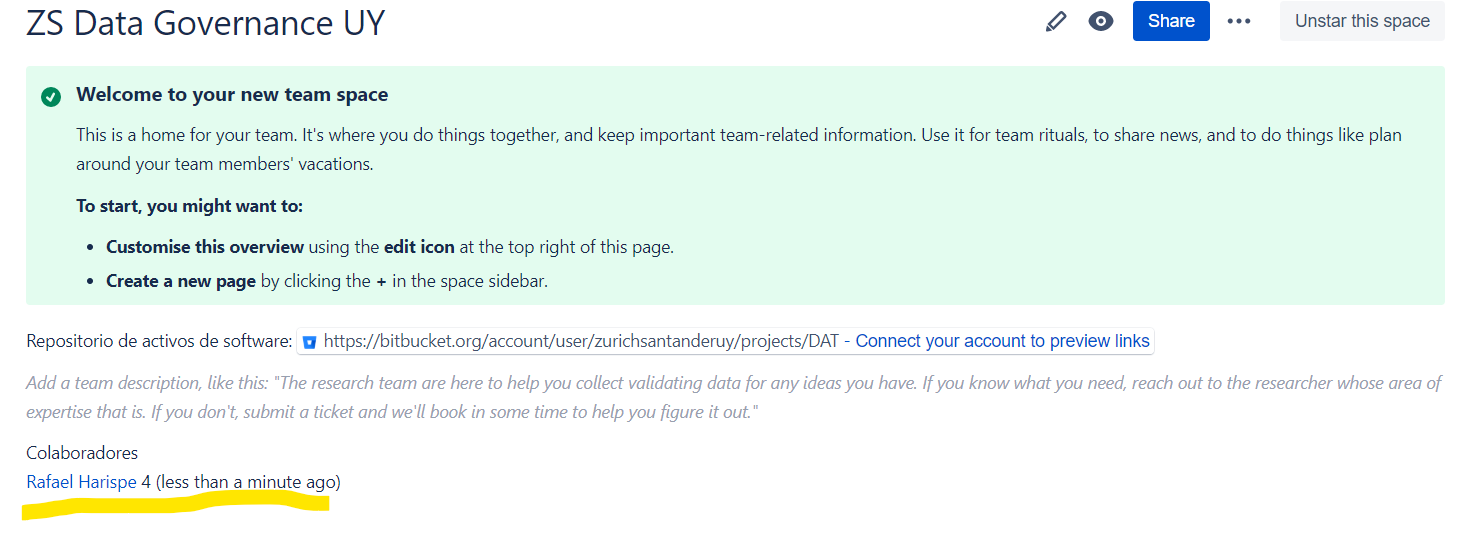 ZS Data Governance UY
Share
Unstar this space
Welcome to your new team space
This is a home for your team. It's where you do things together, and keep important team-related information. Use it for team rituals, to share news, and to do things like plan
around your team members' vacations.
To start, you might want to:
• Customise this overview using the edit icon at the top right of this page.
• Create a new page by clicking the + in the space sidebar.
Repositorio de activos de software: https://bitbucket.org/account/user/zurichsantanderuy/projects/DAT - Connect your account to preview links
Add a team description, like this: "The research team are here to help you collect validating data for any ideas you have. If you know what you need, reach out to the researcher whose area of
expertise that is. If you don't, submit a ticket and we'll book in some time to help you figure it out."
Colaboradores
Rafael Harispe 4 (less than a minute ago)